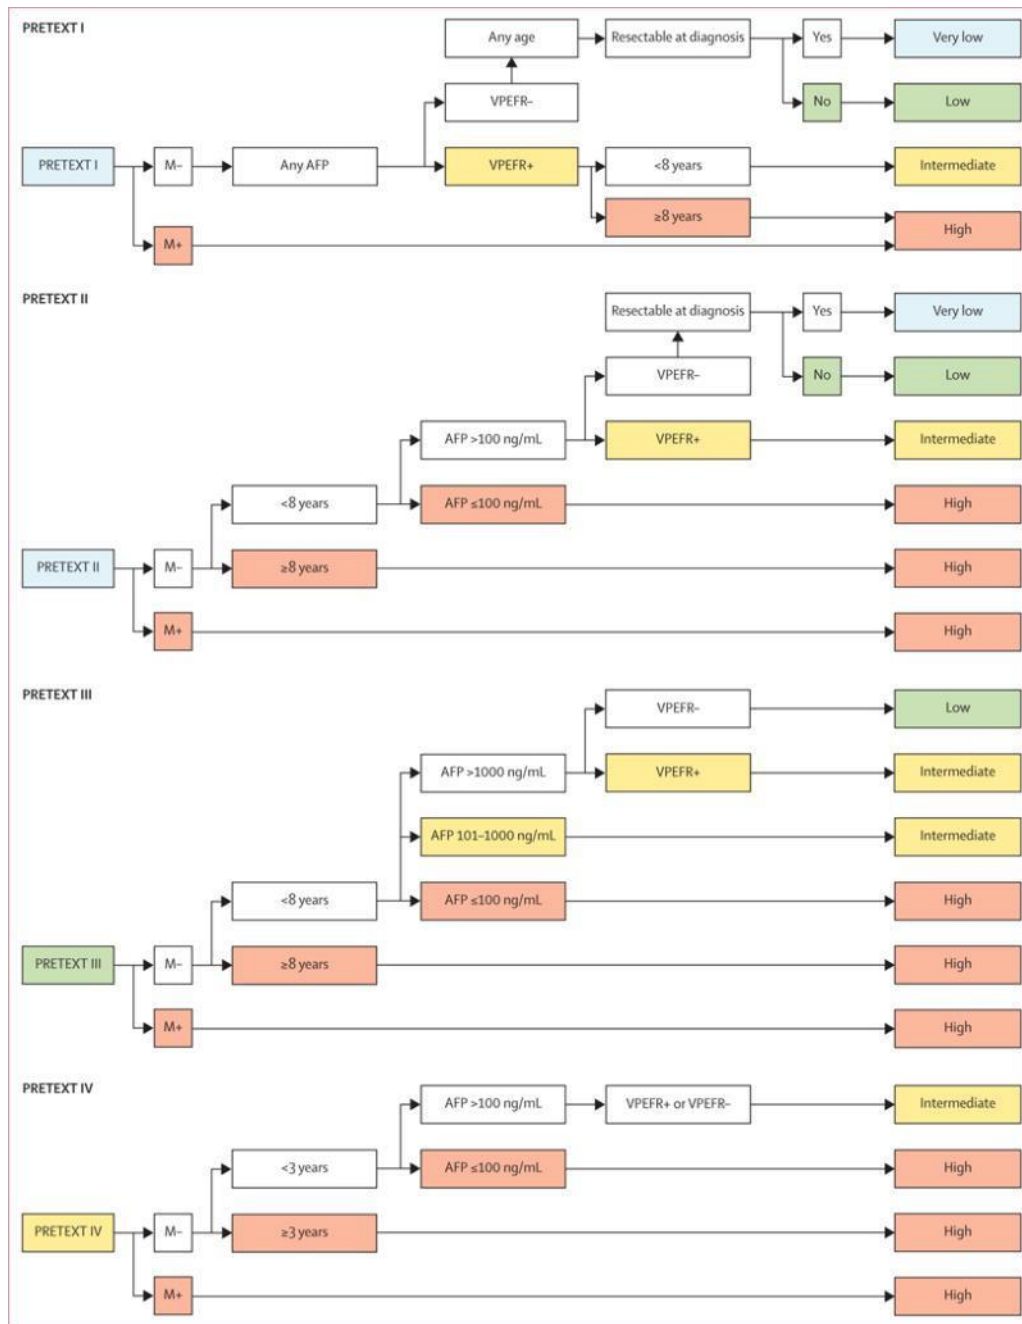 PRETEXT I
Any age
Resectable at diagnosis
Yes
Very low
VPEFR–
No
Low
PRETEXT I
M–
Any AFP
VPEFR+
<8 years
Intermediate
≥8 years
High
M+
PRETEXT II
Resectable at diagnosis
Yes
Very low
VPEFR–
No
Low
AFP >100 ng/mL
VPEFR+
Intermediate
<8 years
AFP ≤100 ng/mL
High
PRETEXT II
M–
≥8 years
High
M+
High
PRETEXT III
VPEFR–
Low
AFP >1000 ng/mL
VPEFR+
Intermediate
AFP 101–1000 ng/mL
Intermediate
<8 years
AFP ≤100 ng/mL
High
PRETEXT III
M–
≥8 years
High
M+
High
PRETEXT IV
AFP >100 ng/mL
VPEFR+ or VPEFR–
Intermediate
<3 years
AFP ≤100 ng/mL
High
PRETEXT IV
M–
≥3 years
High
M+
High